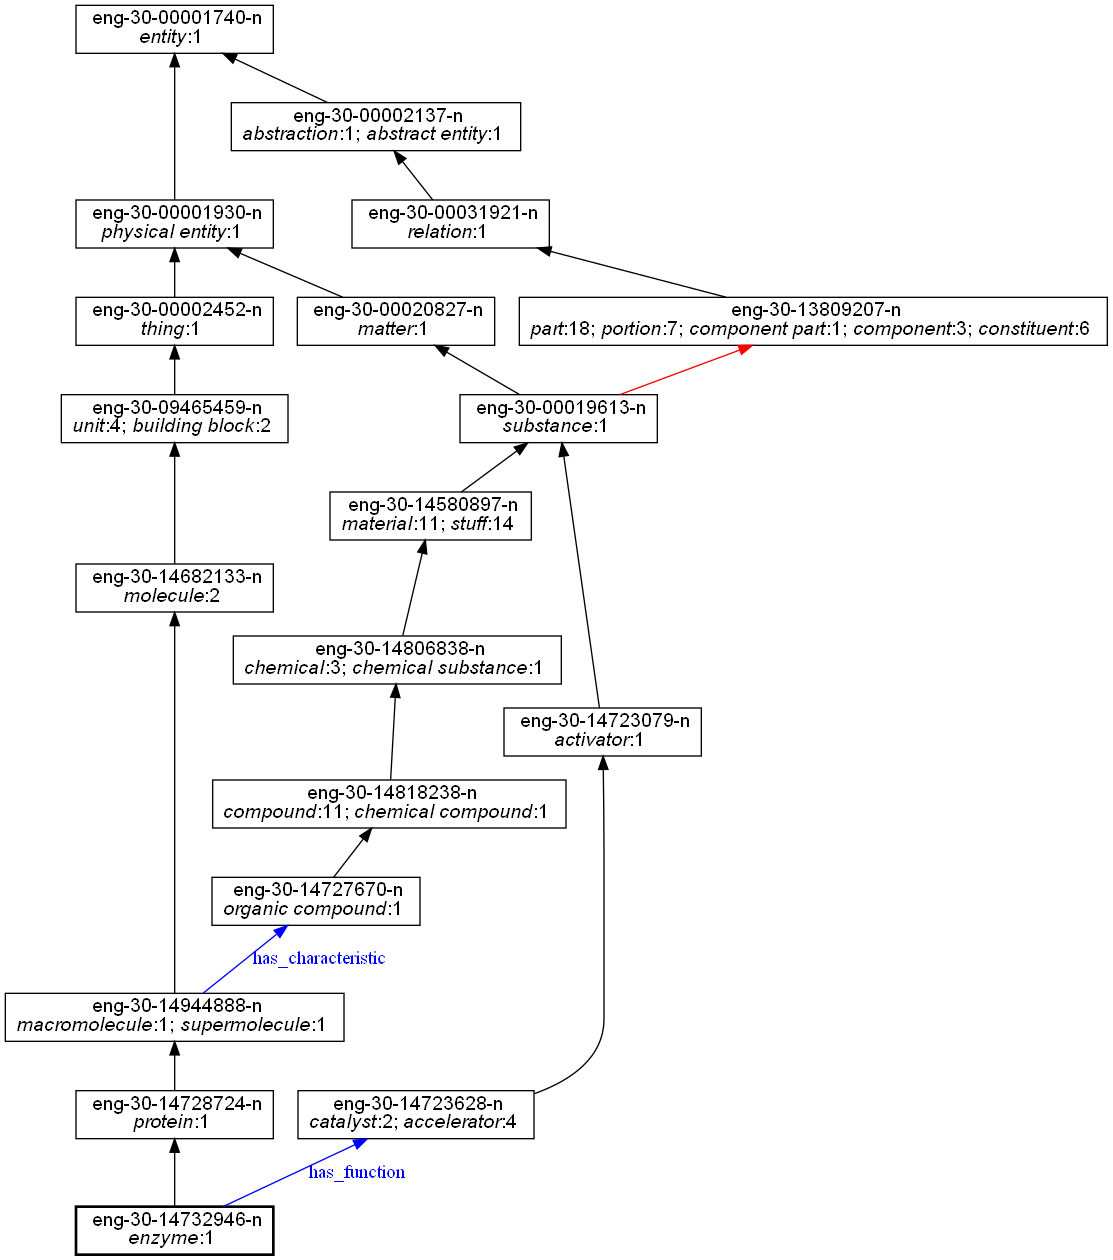 eng-30-00001740-n
entity:1
eng-30-00002137-n
abstraction:1; abstract entity:1
eng-30-00001930-n
physical entity:1
eng-30-00031921-n
relation:1
eng-30-00002452-n
thing:1
eng-30-00020827-n
matter:1
eng-30-13809207-n
part:18; portion:7; component part:1; component:3; constituent:6
eng-30-09465459-n
unit:4; building block:2
eng-30-00019613-n
substance:1
eng-30-14580897-n
material:11; stuff:14
eng-30-14682133-n
molecule:2
eng-30-14806838-n
chemical:3; chemical substance:1
eng-30-14723079-n
activator:1
eng-30-14818238-n
compound:11; chemical compound:1
eng-30-14727670-n
organic compound:1
has_characteristic
eng-30-14944888-n
macromolecule:1; supermolecule:1
eng-30-14728724-n
protein:1
eng-30-14723628-n
catalyst:2; accelerator:4
has_function
eng-30-14732946-n
enzyme:1